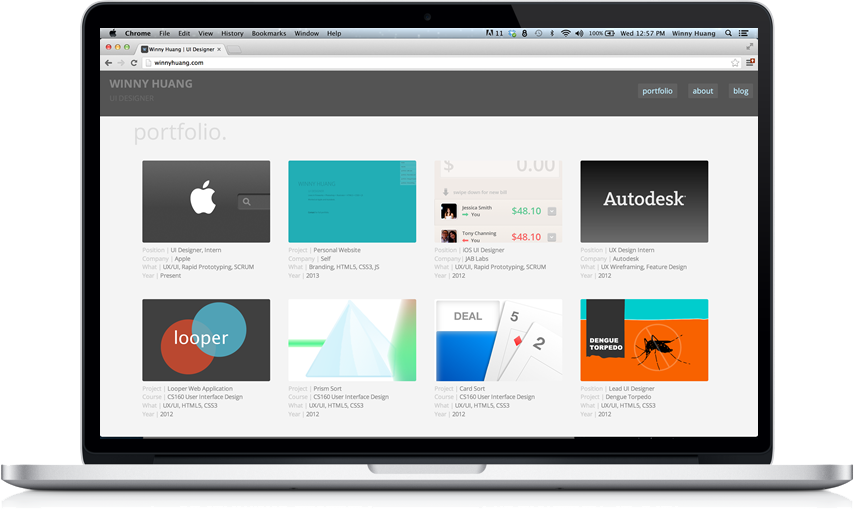 Chrome File Edit View History Bookmarks Window Help 11 100% Wed 12:57 PM Winny Huang
Winny Huang | UI Designer
winnyhuang.com
WINNY HUANG
UI DESIGNER
portfolio about blog
portfolio.
$ 0.00
swipe down for new bill
Jessica Smith
You
$48.10
Tony Channing
You
$48.10
Autodesk
WINNY HUANG
Position | UI Designer, Intern
Company | Apple
What | UX/UI, Rapid Prototyping, SCRUM
Year | Present
Project | Personal Website
Company | Self
What | Branding, HTML5, CSS3, JS
Year | 2013
Position | iOS UI Designer
Company | JAB Labs
What | UX/UI, Rapid Prototyping, SCRUM
Year | 2012
Position | UX Design Intern
Company | Autodesk
What | UX Wireframing, Feature Design
Year | 2012
looper
DEAL
5
2
DENGUE
TORPEDO
Project | Looper Web Application
Course | CS160 User Interface Design
What | UX/UI, HTML5, CSS3
Year | 2012
Project | Prism Sort
Course | CS160 User Interface Design
What | UX/UI, HTML5, CSS3
Year | 2012
Project | Card Sort
Course | CS160 User Interface Design
What | UX/UI, HTML5, CSS3
Year | 2012
Position | Lead UI Designer
Project | Dengue Torpedo
What | UX/UI, HTML5, CSS3
Year | 2012